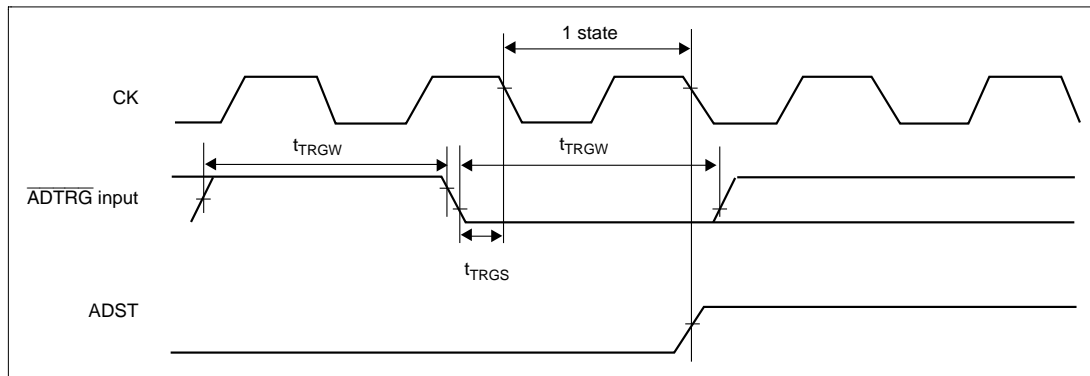 1 state
CK
tTRGW
tTRGW
ADTRG input
tTRGS
ADST